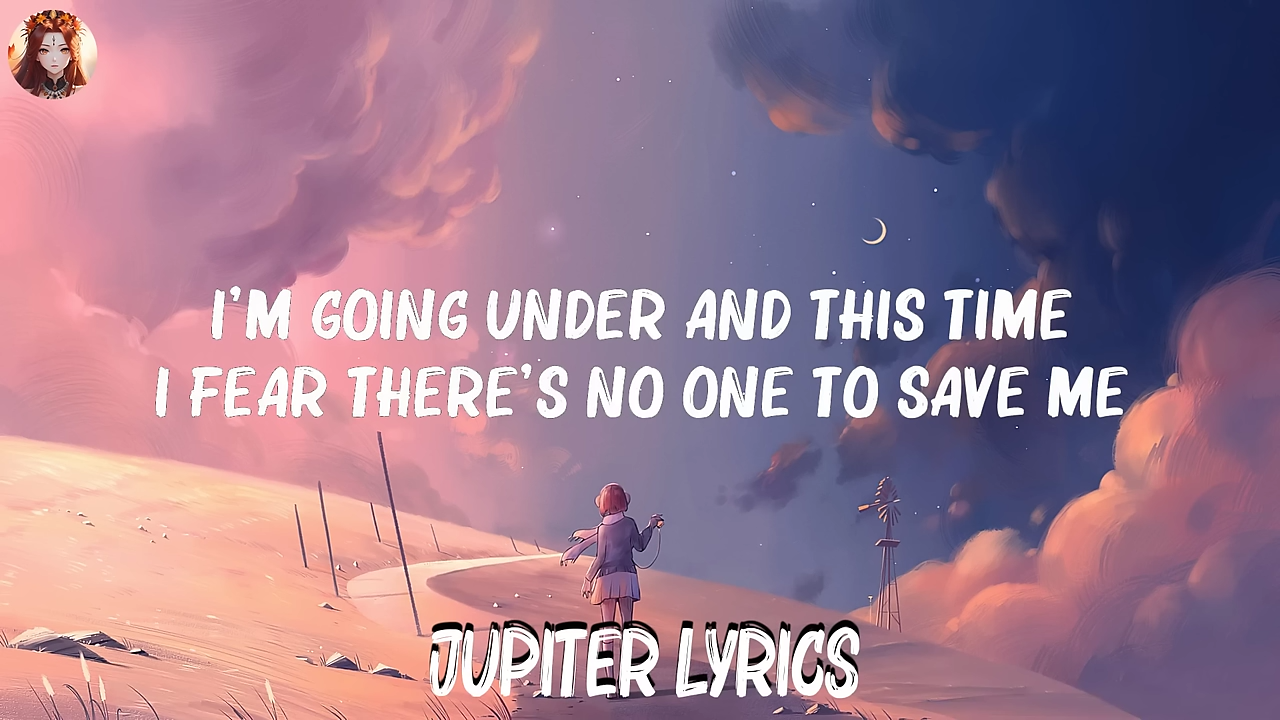 I'M GOING UNDER AND THIS TIME
I FEAR THERE'S NO ONE TO SAVE ME
JUPITER LYRICS